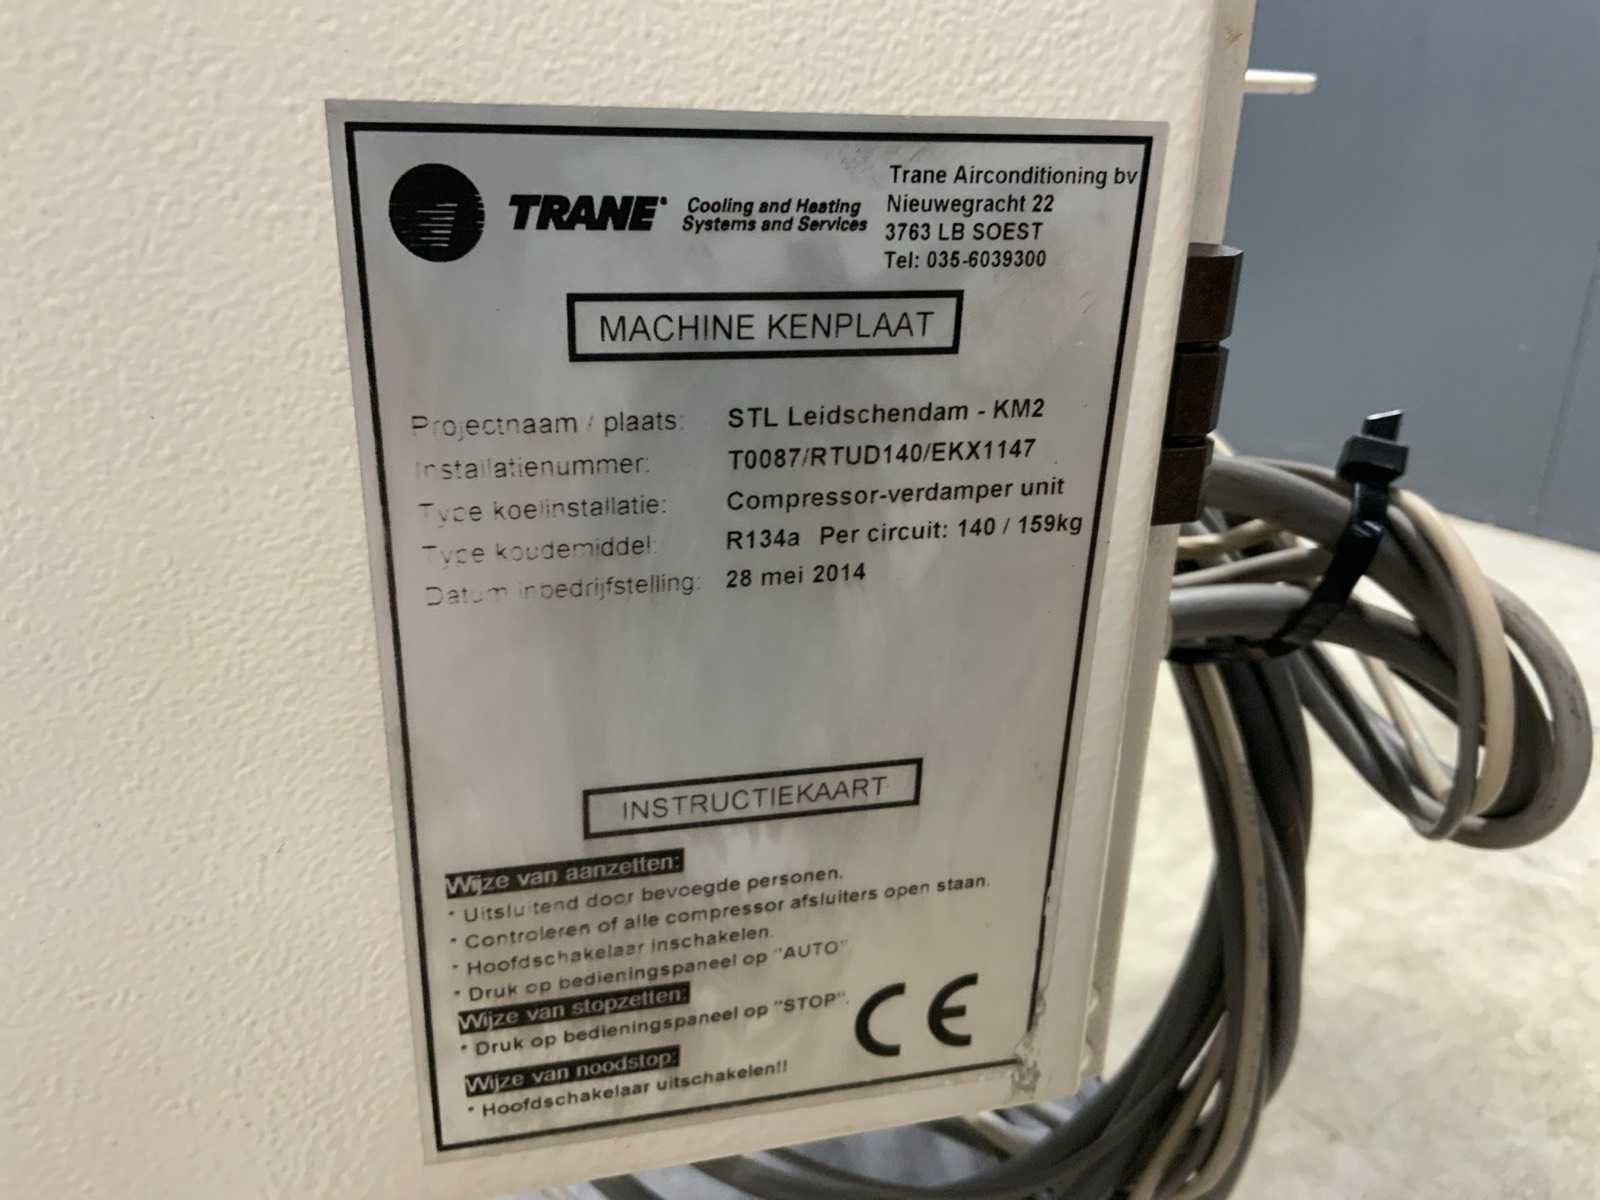 TRANE
Cooling and Heating
Systems and Services
Trane Airconditioning bv
Nieuwegracht 22
3763 LB SOEST
Tel: 035-6039300
MACHINE KENPLAAT
Projectnaam / plaats: STL Leidschendam - KM2
Installatienummer: T0087/RTUD140/EKX1147
Type koelinstallatie: Compressor-verdamper unit
Type koudemiddel: R134a Per circuit: 140 / 159kg
Datum inbedrijfstelling: 28 mei 2014
INSTRUCTIEKAART
Wijze van aanzetten:
* Uitsluitend door bevoegde personen.
* Controleren of alle compressor afsluiters open staan.
* Hoofdschakelaar inschakelen.
* Druk op bedieningspaneel op "AUTO"
Wijze van stopzetten:
* Druk op bedieningspaneel op "STOP".
Wijze van noodstop:
* Hoofdschakelaar uitschakelen!!
CE